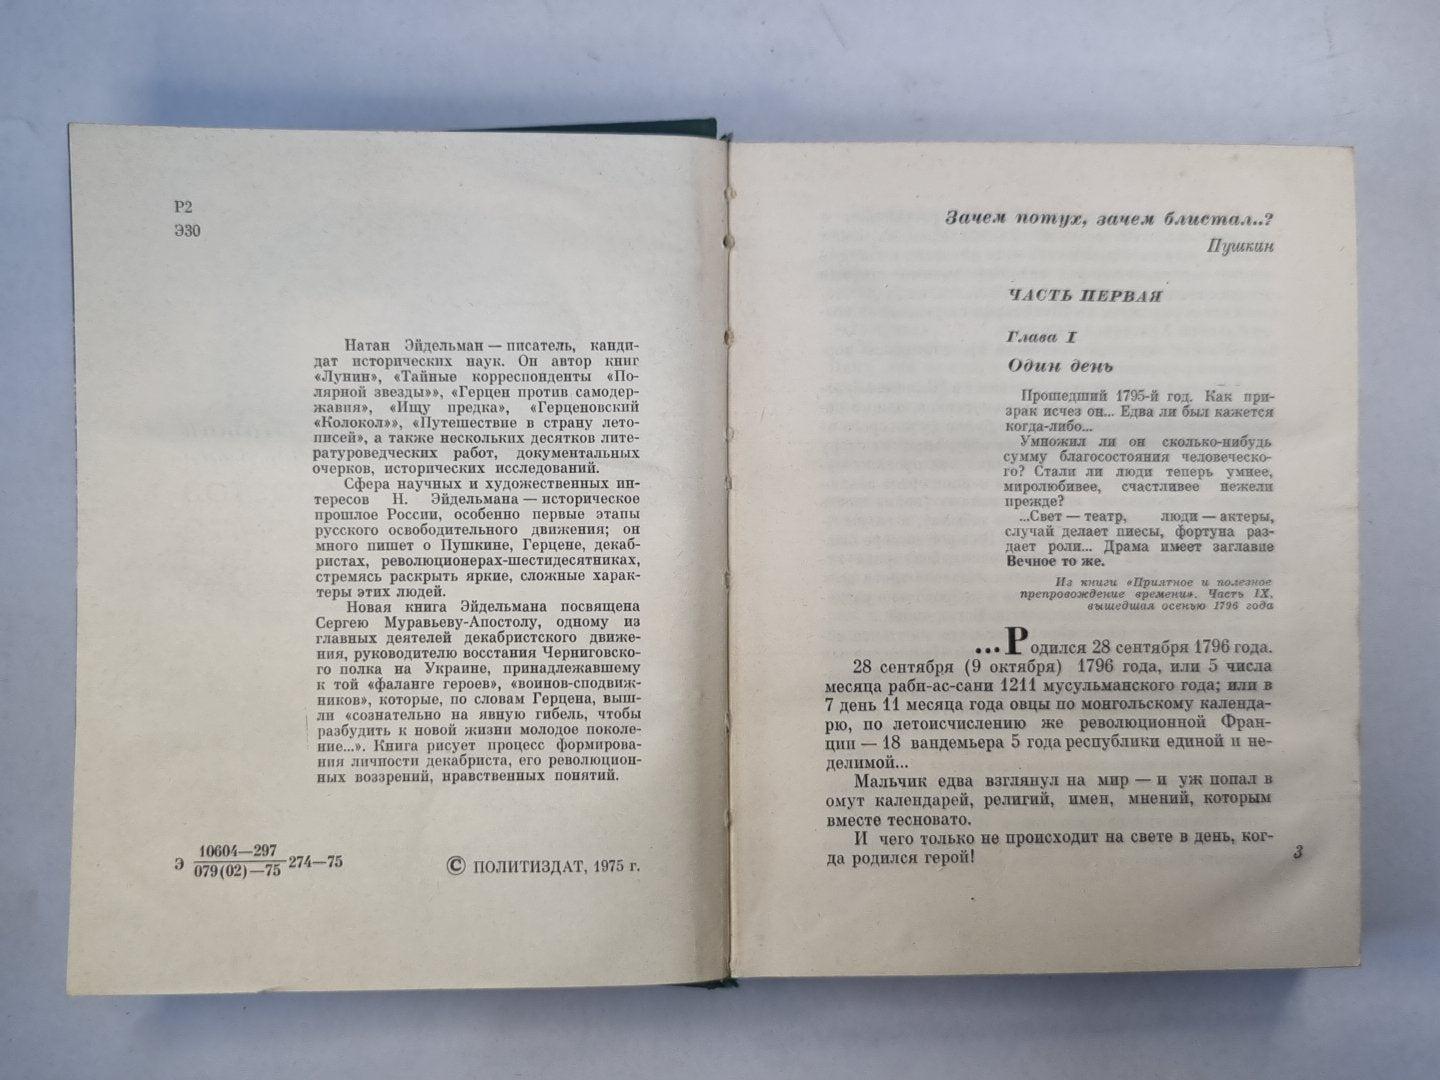 Р2
Э30
Натан Эйдельман — писатель, канди-
дат исторических наук. Он автор книг
«Лунин», «Тайные корреспонденты «По-
лярной звезды»», «Герцен против самодер-
жавия», «Ищу предка», «Герценовский
«Колокол»», «Путешествие в страну лето-
писей», а также нескольких десятков лите-
ратуроведческих работ, документальных
очерков, исторических исследований.
Сфера научных и художественных ин-
тересов Н. Эйдельмана — историческое
прошлое России, особенно первые этапы
русского освободительного движения; он
много пишет о Пушкине, Герцене, декаб-
ристах, революционерах-шестидесятниках,
стремясь раскрыть яркие, сложные харак-
теры этих людей.
Новая книга Эйдельмана посвящена
Сергею Муравьеву-Апостолу, одному из
главных деятелей декабристского движе-
ния, руководителю восстания Черниговско-
го полка на Украине, принадлежавшему
к той «фаланге героев», «воинов-сподвиж-
ников», которые, по словам Герцена, выш-
ли «сознательно на явную гибель, чтобы
разбудить к новой жизни молодое поколе-
ние...». Книга рисует процесс формирова-
ния личности декабриста, его революцион-
ных воззрений, нравственных понятий.
Э 10604—297
079(02)—75 274—75
© ПОЛИТИЗДАТ, 1975 г.
Зачем потух, зачем блистал..?
Пушкин
ЧАСТЬ ПЕРВАЯ
Глава I
Один день
Прошедший 1795-й год. Как при-
зрак исчез он... Едва ли был кажется
когда-либо...
Умножил ли он сколько-нибудь
сумму благосостояния человеческо-
го? Стали ли люди теперь умнее,
миролюбивее, счастливее нежели
прежде?
...Свет — театр, люди — актеры,
случай делает пиесы, фортуна раз-
дает роли... Драма имеет заглавие
Вечное то же.
Из книги «Приятное и полезное
препровождение времени». Часть IX,
вышедшая осенью 1796 года
...Родился 28 сентября 1796 года.
28 сентября (9 октября) 1796 года, или 5 числа
месяца раби-ас-сани 1211 мусульманского года; или в
7 день 11 месяца года овцы по монгольскому календа-
рю, по летоисчислению же революционной Фран-
ции — 18 вандемьера 5 года республики единой и не-
делимой...
Мальчик едва взглянул на мир — и уж попал в
омут календарей, религий, имен, мнений, которым
вместе тесновато.
И чего только не происходит на свете в день, ког-
да родился герой!
3